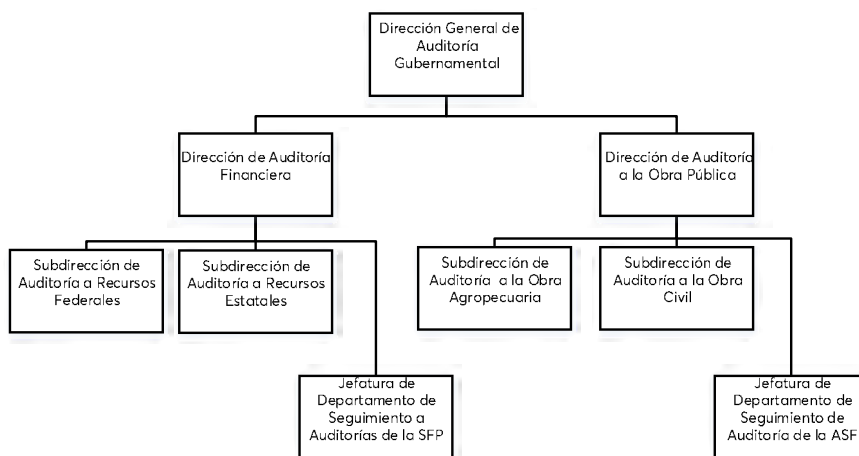 Dirección General de
Auditoría
Gubernamental
Dirección de Auditoría
Financiera
Dirección de Auditoría
a la Obra Pública
Subdirección de
Auditoría a Recursos
Federales
Subdirección de
Auditoría a Recursos
Estatales
Subdirección de
Auditoría a la Obra
Agropecuaria
Subdirección de
Auditoría a la Obra
Civil
Jefatura de
Departamento de
Seguimiento a
Auditorías de la SFP
Jefatura de
Departamento de
Seguimiento de
Auditoría de la ASF